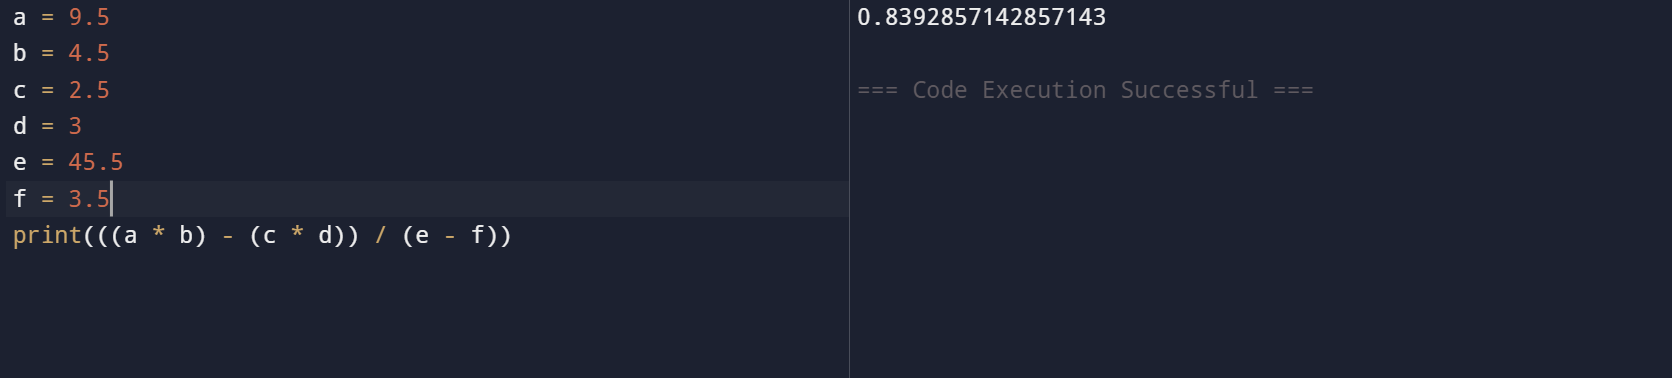 a = 9.5
b = 4.5
c = 2.5
d = 3
e = 45.5
f = 3.5
print(((a * b) - (c * d)) / (e - f))
0.8392857142857143
=== Code Execution Successful ===